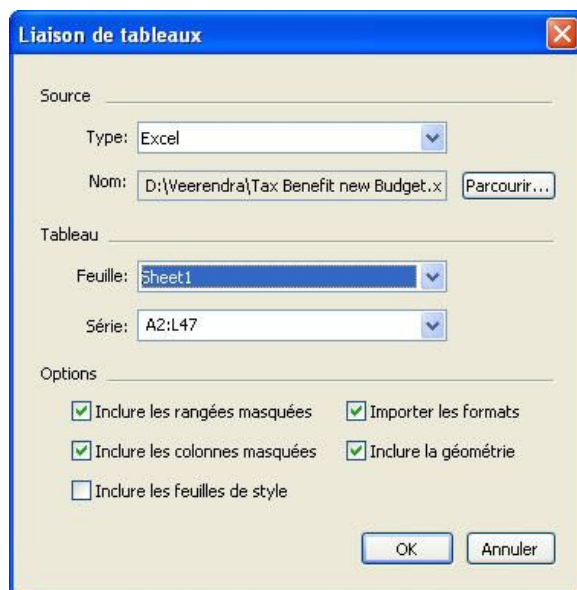 Liaison de tableaux
Source
Type: Excel
Nom: D:\Veerendra\Tax Benefit new Budget.x Parcourir...
Tableau
Feuille: Sheet1
Série: A2:L47
Options
Inclure les rangées masquées Importer les formats
Inclure les colonnes masquées Inclure la géométrie
Inclure les feuilles de style
OK Annuler